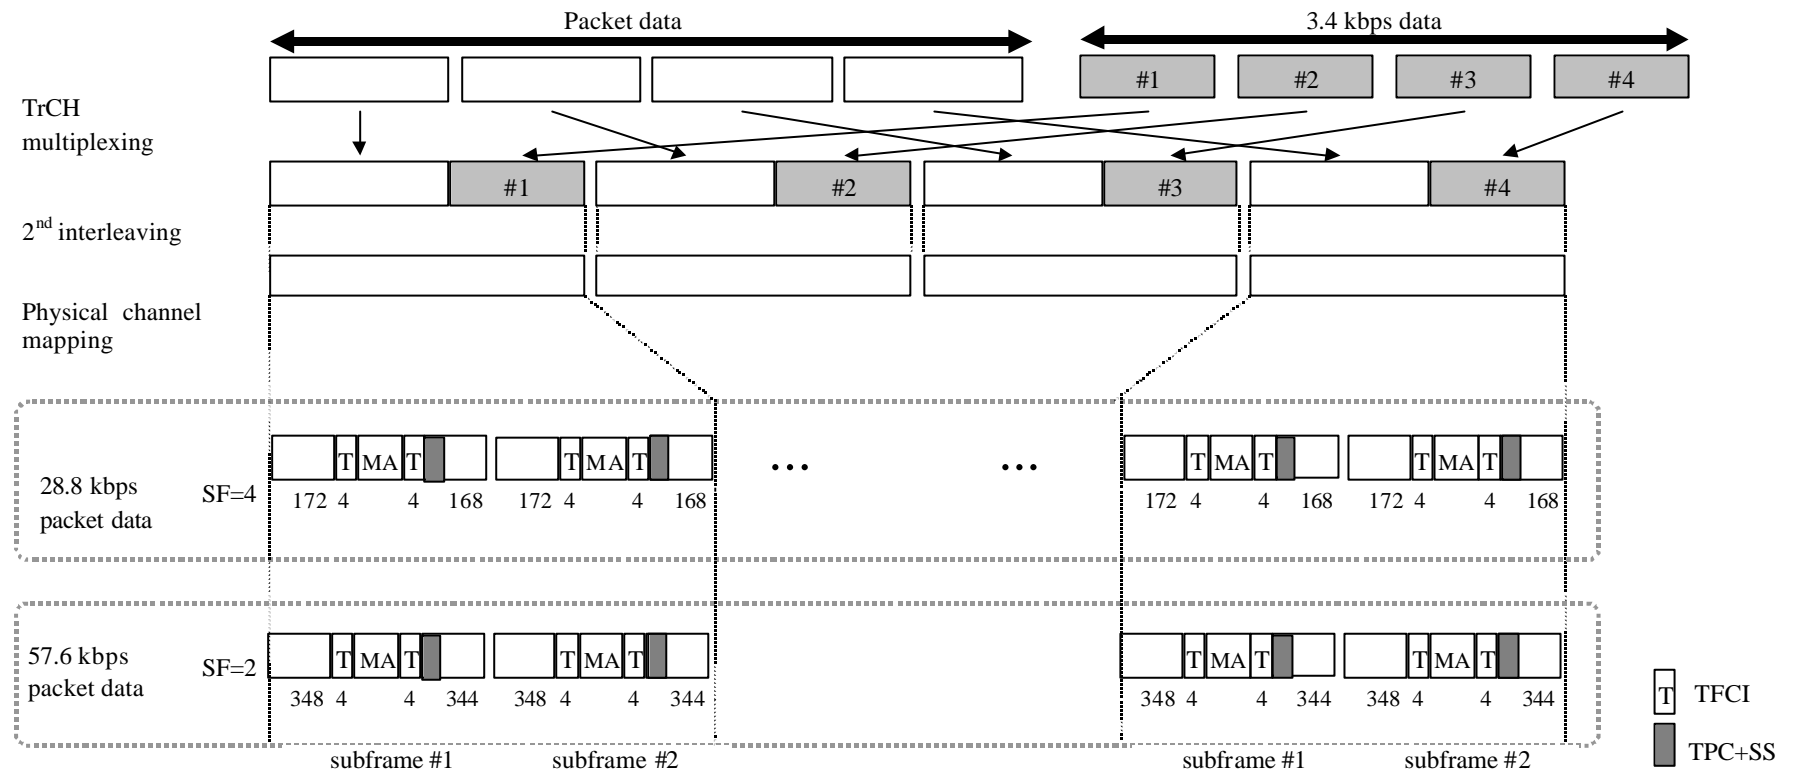 Packet data
3.4 kbps data
#1 #2 #3 #4
TrCH
multiplexing
#1 #2 #3 #4
2nd interleaving
Physical channel
mapping
T MA T T MA T ... ... T MA T T MA T
28.8 kbps
packet data
SF=4
172 4 4 168 172 4 4 168 172 4 4 168 172 4 4 168
T MA T T MA T T MA T T MA T
57.6 kbps
packet data
SF=2
348 4 4 344 348 4 4 344 348 4 4 344 348 4 4 344
T TFCI
TPC+SS
subframe #1 subframe #2 subframe #1 subframe #2